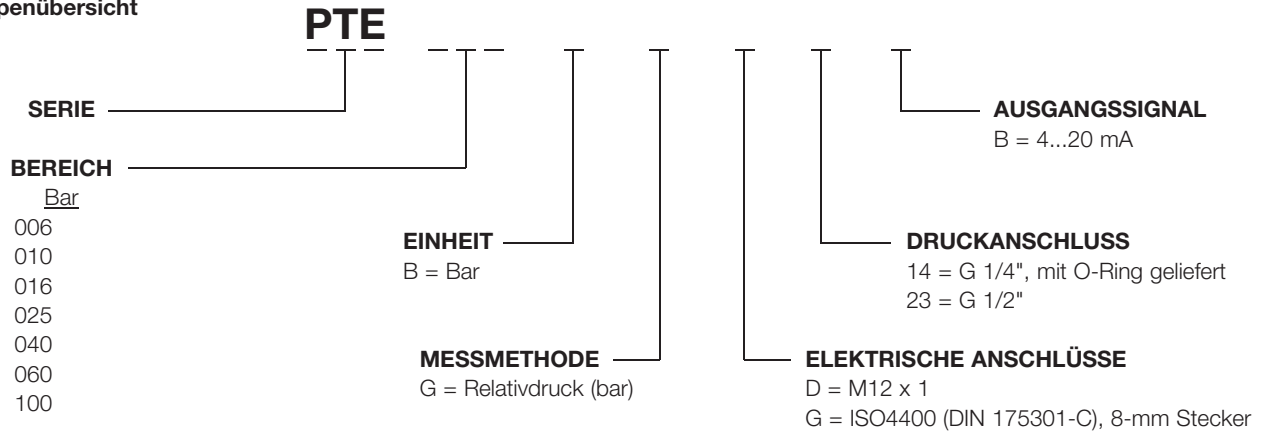 penübersicht
PTE
SERIE
BEREICH
Bar
006
010
016
025
040
060
100
EINHEIT
B = Bar
MESSMETHODE
G = Relativdruck (bar)
AUSGANGSSIGNAL
B = 4...20 mA
DRUCKANSCHLUSS
14 = G 1/4", mit O-Ring geliefert
23 = G 1/2"
ELEKTRISCHE ANSCHLÜSSE
D = M12 x 1
G = ISO4400 (DIN 175301-C), 8-mm Stecker